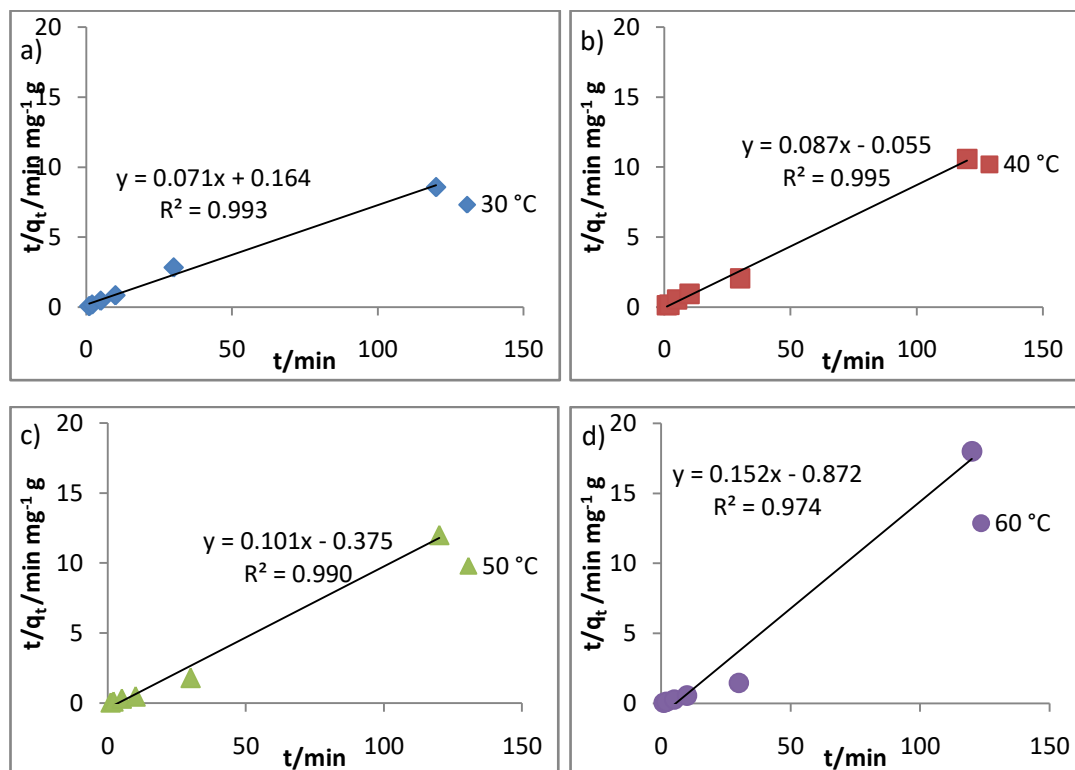 a)
20
15
10
5
0
t/qₜ /min mg⁻¹ g
y = 0.071x + 0.164
R² = 0.993
30 °C
0 50 100 150
t/min
b)
20
15
10
5
0
t/qₜ /min mg⁻¹ g
y = 0.087x - 0.055
R² = 0.995
40 °C
0 50 100 150
t/min
c)
20
15
10
5
0
t/qₜ /min mg⁻¹ g
y = 0.101x - 0.375
R² = 0.990
50 °C
0 50 100 150
t/min
d)
20
15
10
5
0
t/qₜ /min mg⁻¹ g
y = 0.152x - 0.872
R² = 0.974
60 °C
0 50 100 150
t/min